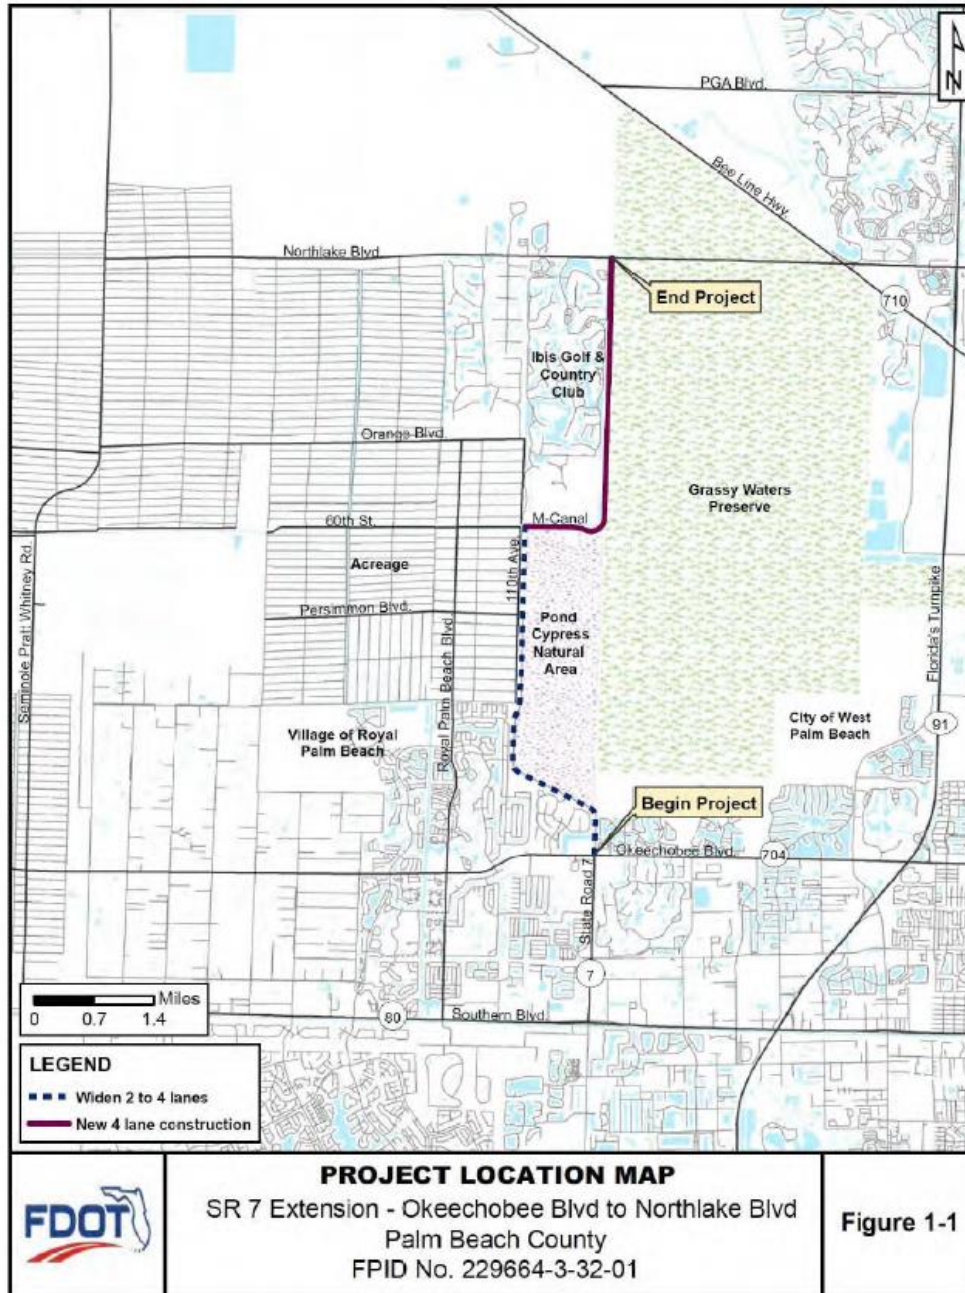 N
PGA Blvd.
Bee Line Hwy.
Northlake Blvd.
End Project
710
Ibis Golf &
Country
Club
Orange Blvd.
Grassy Waters
Preserve
60th St.
M-Canal
110th Ave
Acreage
Seminole Pratt Whitney Rd.
Persimmon Blvd.
Pond
Cypress
Natural
Area
Royal Palm Beach Blvd.
Florida's Turnpike
Village of Royal
Palm Beach
City of West
Palm Beach
91
Begin Project
Okeechobee Blvd.
704
State Road 7
7
Miles
0 0.7 1.4
80
Southern Blvd.
LEGEND
Widen 2 to 4 lanes
New 4 lane construction
FDOT
PROJECT LOCATION MAP
SR 7 Extension - Okeechobee Blvd to Northlake Blvd
Palm Beach County
FPID No. 229664-3-32-01
Figure 1-1